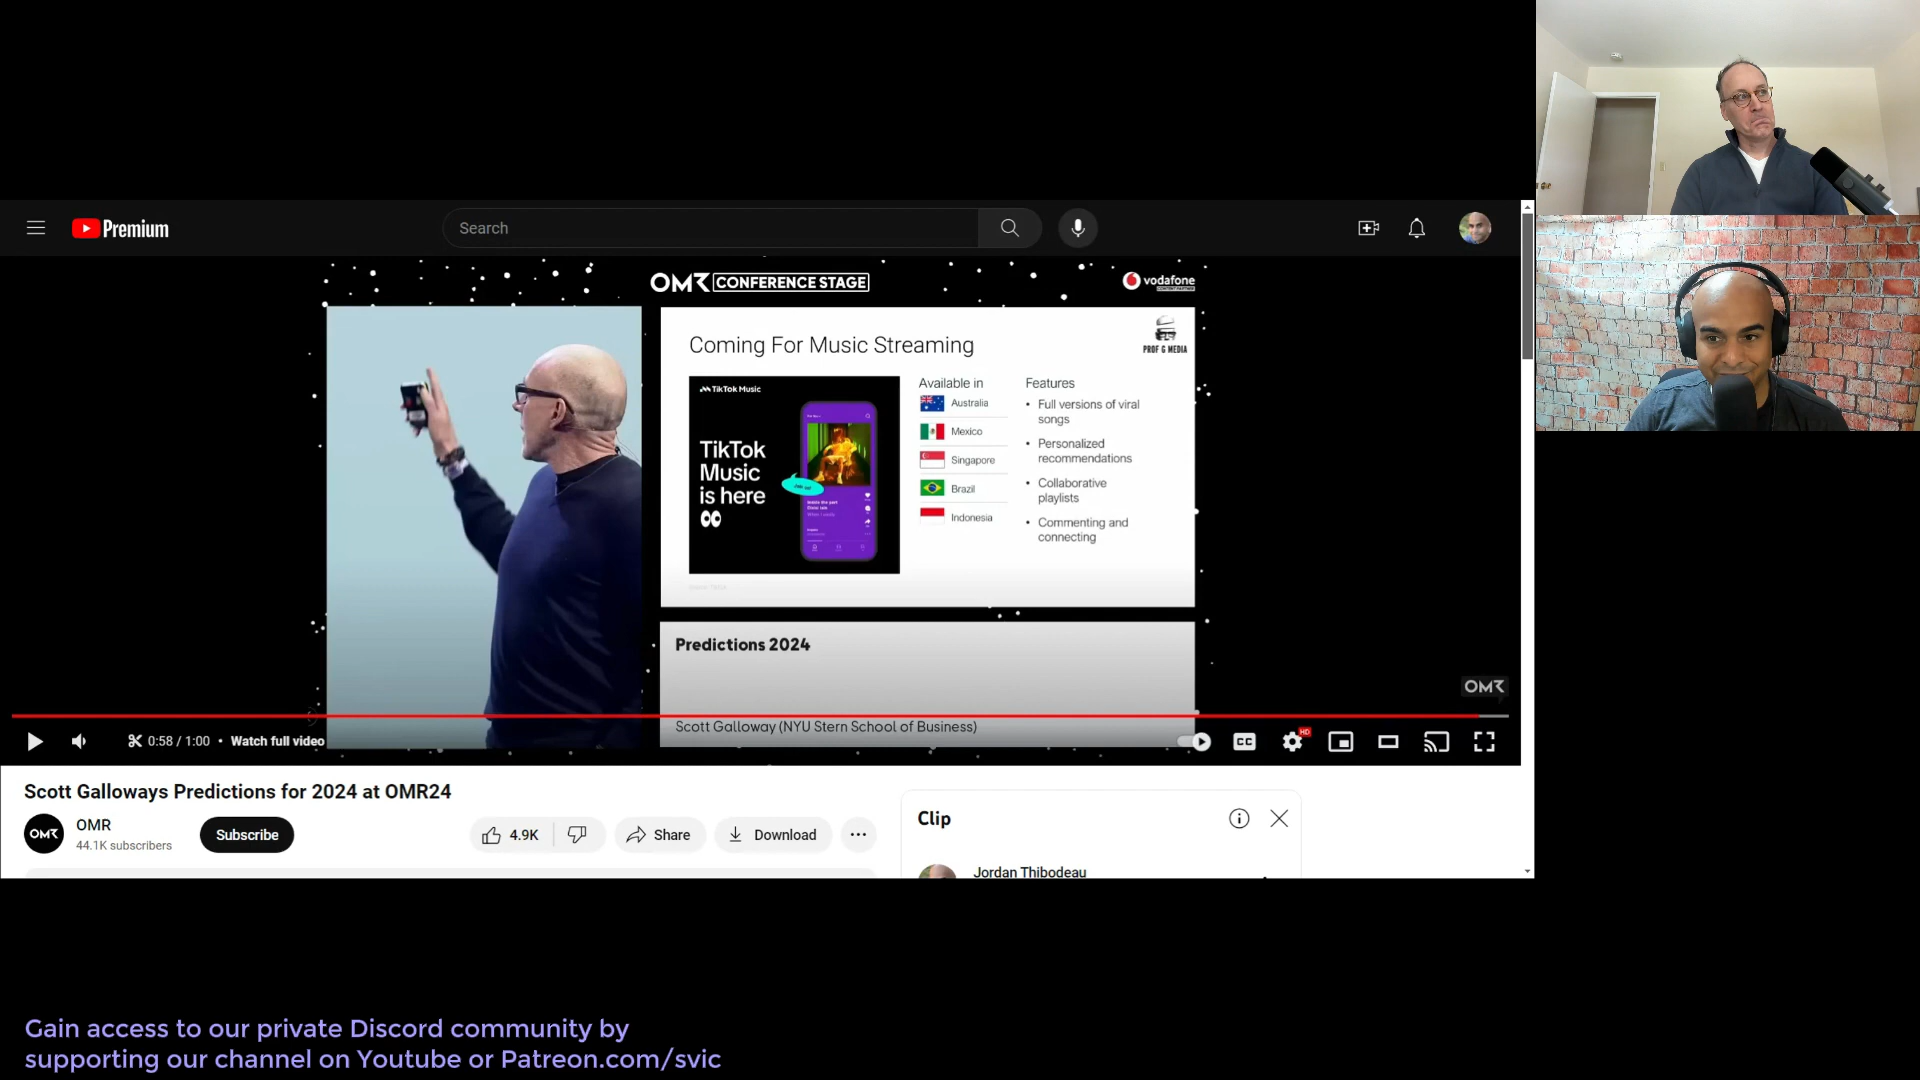 Premium
Search
OMR CONFERENCE STAGE
vodafone
Coming For Music Streaming
PROF G MEDIA
TikTok Music
TikTok
Music
is here
Available in
Australia
Mexico
Singapore
Brazil
Indonesia
Features
• Full versions of viral
songs
• Personalized
recommendations
• Collaborative
playlists
• Commenting and
connecting
Predictions 2024
Scott Galloway (NYU Stern School of Business)
OMR
0:58 / 1:00 • Watch full video
CC
HD
Scott Galloways Predictions for 2024 at OMR24
OMR
OMR
44.1K subscribers
Subscribe
4.9K
Share
Download
Clip
Jordan Thibodeau
Gain access to our private Discord community by
supporting our channel on Youtube or Patreon.com/svic